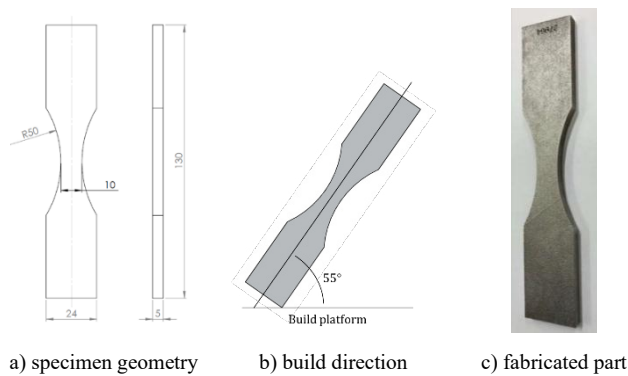 R50
10
130
24
5
55°
Build platform
a) specimen geometry
b) build direction
c) fabricated part